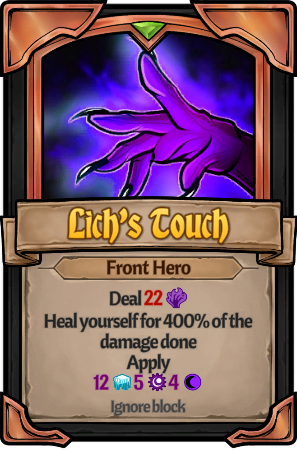 Lich's Touch
Front Hero
Deal 22
Heal yourself for 400% of the
damage done
Apply
12 5 4
Ignore block